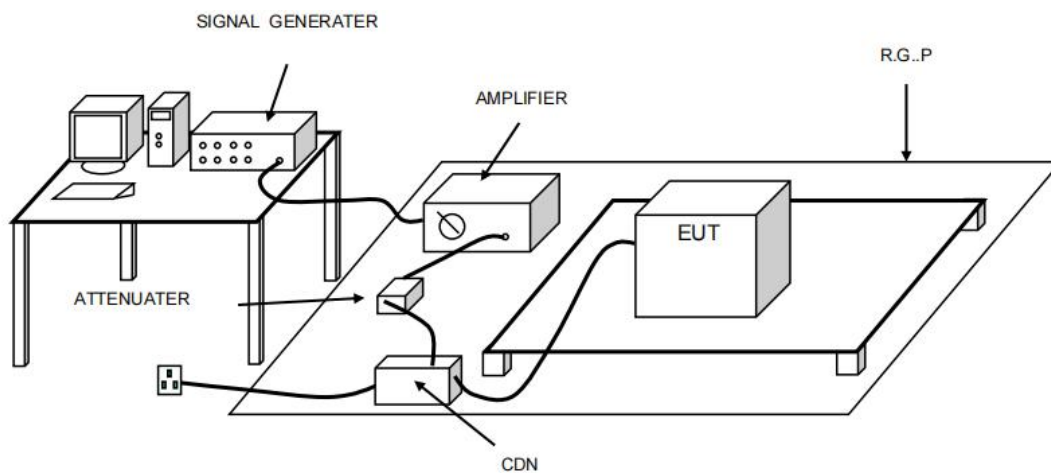 SIGNAL GENERATER
R.G..P
AMPLIFIER
EUT
ATTENUATER
CDN